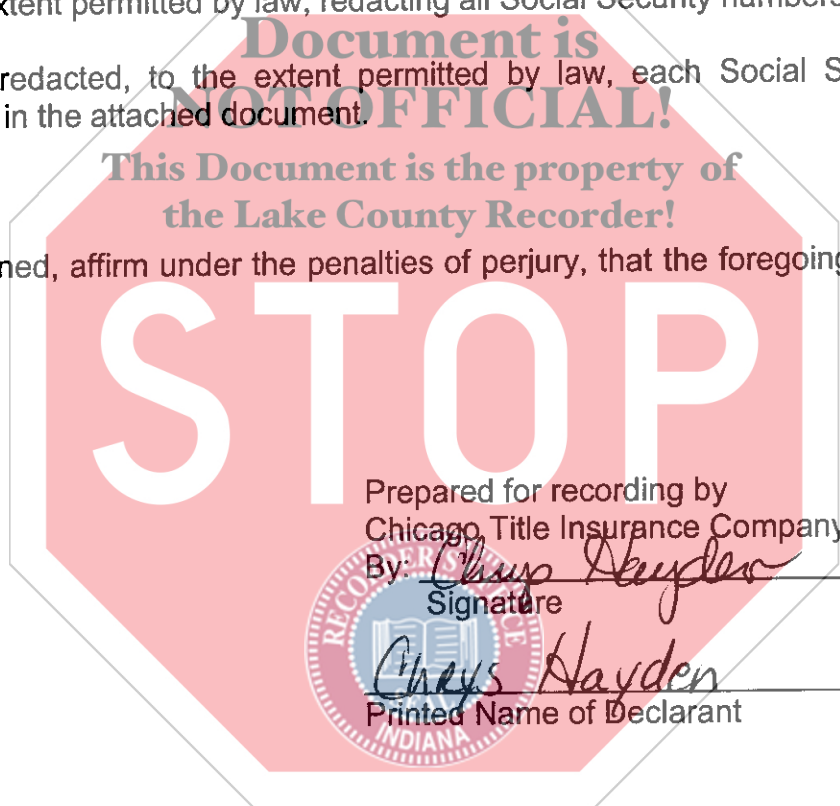 xtent permitted by law, redacting all Social Security numbers
Document is
redacted, to the extent permitted by law, each Social S
NOT OFFICIAL!
in the attached document.
This Document is the property of
the Lake County Recorder!
ned, affirm under the penalties of perjury, that the foregoing
STOP
Prepared for recording by
Chicago Title Insurance Company
By: Chrys Hayden
Signature
RECORDER'S OFFICE
Chrys Hayden
Printed Name of Declarant
INDIANA